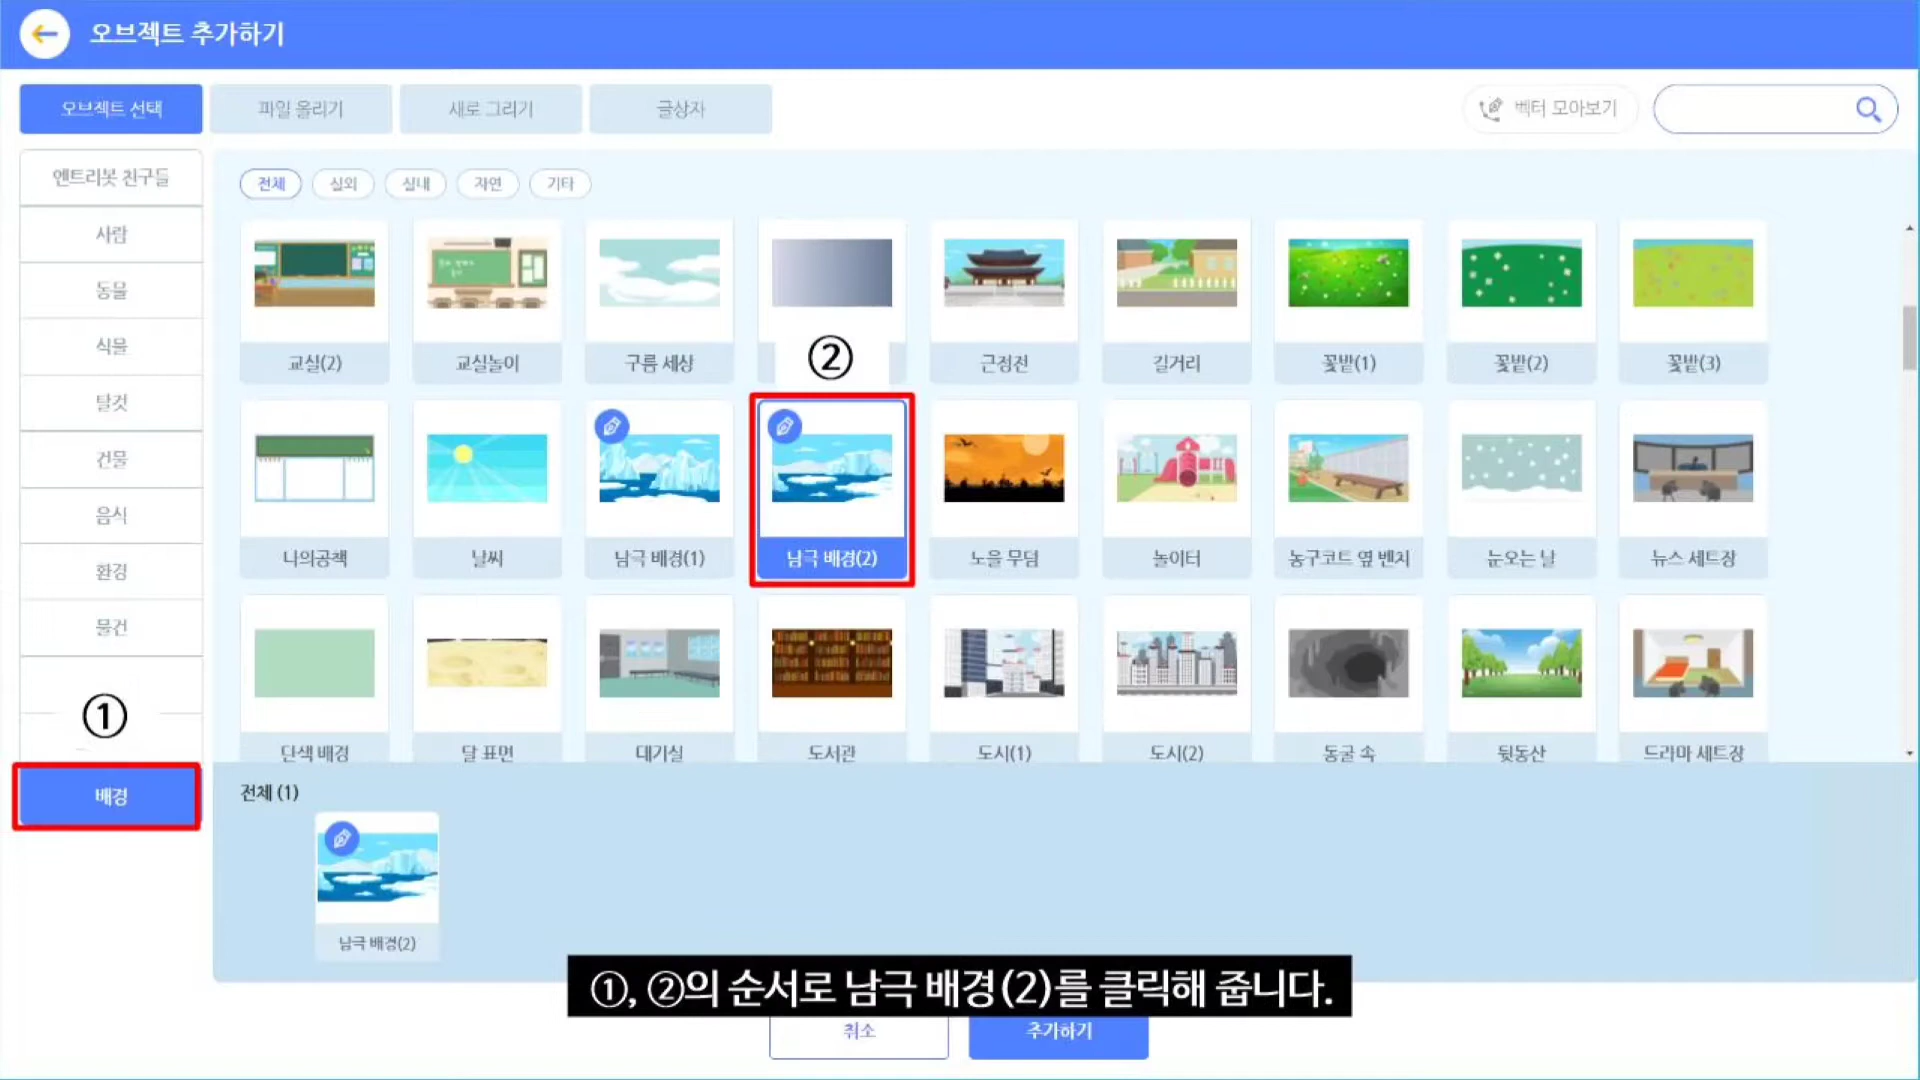 오브젝트 추가하기
오브젝트 선택
파일 올리기
새로 그리기
글상자
벡터 모아보기
엔트리봇 친구들
사람
동물
식물
탈것
건물
음식
환경
물건
①
배경
전체
실외
실내
자연
기타
교실(2)
교실놀이
구름 세상
②
근정전
길거리
꽃밭(1)
꽃밭(2)
꽃밭(3)
나의공책
날씨
남극 배경(1)
남극 배경(2)
노을 무덤
놀이터
농구코트 옆 벤치
눈오는 날
뉴스 세트장
단색 배경
달 표면
대기실
도서관
도시(1)
도시(2)
동굴 속
뒷동산
드라마 세트장
전체 (1)
남극 배경(2)
①, ②의 순서로 남극 배경(2)를 클릭해 줍니다.
취소
추가하기